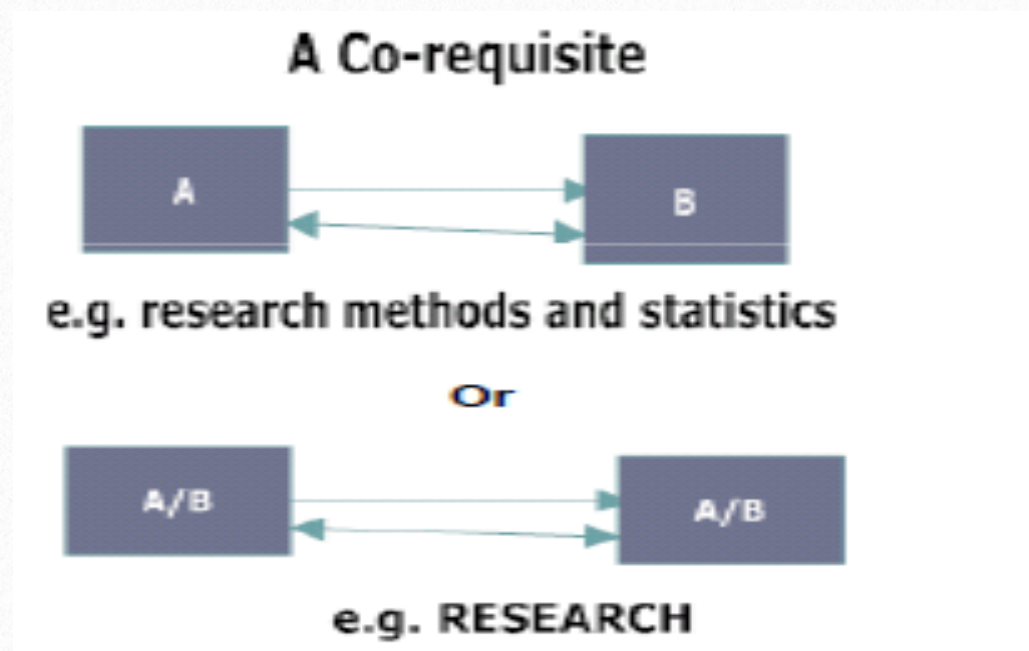 A Co-requisite
A
B
e.g. research methods and statistics
Or
A/B
A/B
e.g. RESEARCH